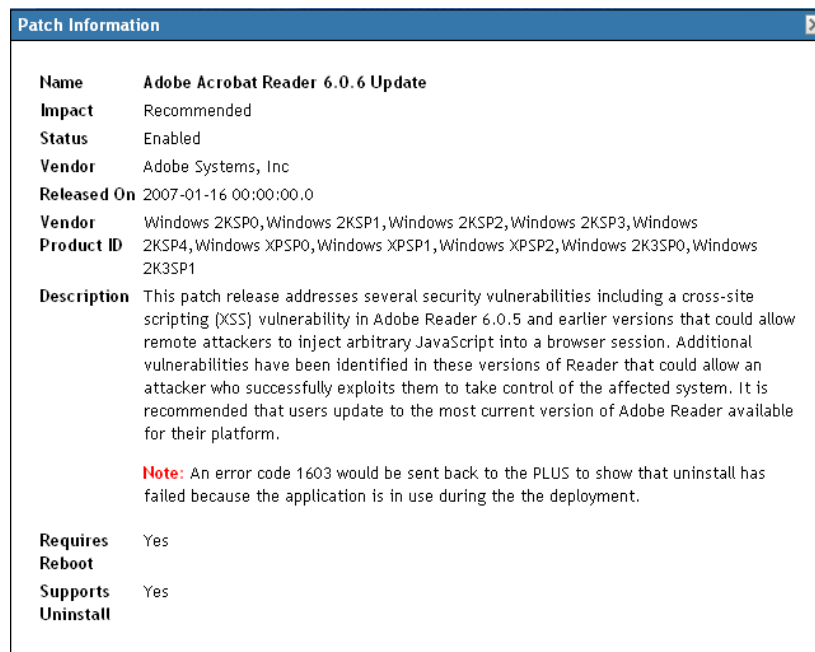 Patch Information
Name Adobe Acrobat Reader 6.0.6 Update
Impact Recommended
Status Enabled
Vendor Adobe Systems, Inc
Released On 2007-01-16 00:00:00.0
Vendor Windows 2KSP0,Windows 2KSP1,Windows 2KSP2,Windows 2KSP3,Windows
Product ID 2KSP4,Windows XPSP0,Windows XPSP1,Windows XPSP2,Windows 2K3SP0,Windows
2K3SP1
Description This patch release addresses several security vulnerabilities including a cross-site
scripting (XSS) vulnerability in Adobe Reader 6.0.5 and earlier versions that could allow
remote attackers to inject arbitrary JavaScript into a browser session. Additional
vulnerabilities have been identified in these versions of Reader that could allow an
attacker who successfully exploits them to take control of the affected system. It is
recommended that users update to the most current version of Adobe Reader available
for their platform.
Note: An error code 1603 would be sent back to the PLUS to show that uninstall has
failed because the application is in use during the the deployment.
Requires Yes
Reboot
Supports Yes
Uninstall